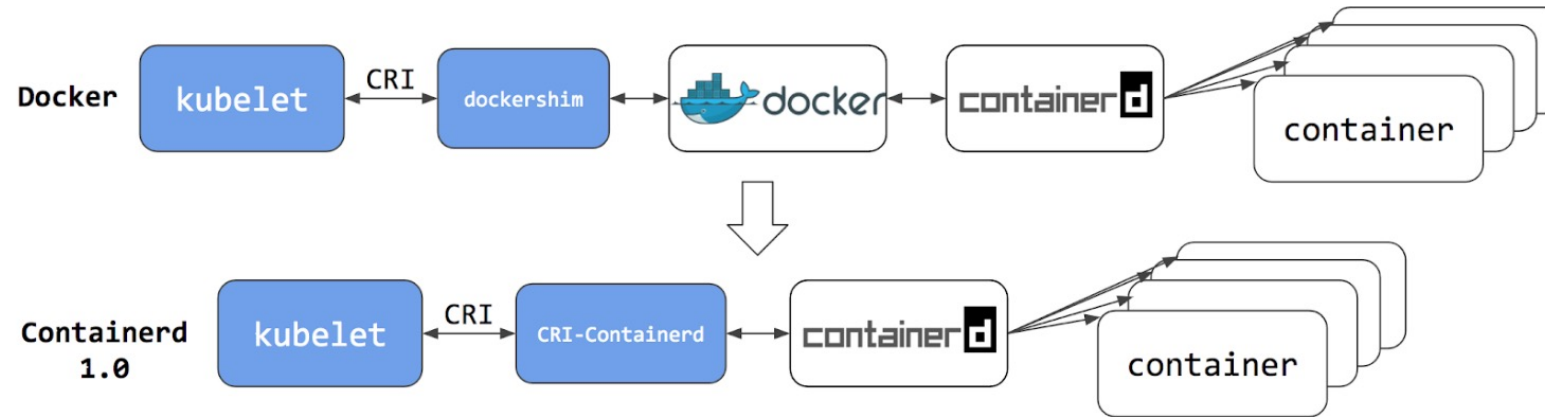 Docker
kubelet
CRI
dockershim
docker
containerd
container
Containerd
1.0
kubelet
CRI
CRI-Containerd
containerd
container